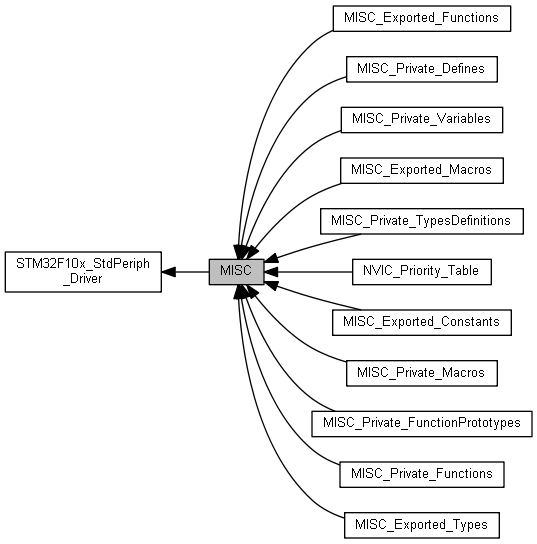 MISC_Exported_Functions
MISC_Private_Defines
MISC_Private_Variables
MISC_Exported_Macros
MISC_Private_TypesDefinitions
STM32F10x_StdPeriph
_Driver
MISC
NVIC_Priority_Table
MISC_Exported_Constants
MISC_Private_Macros
MISC_Private_FunctionPrototypes
MISC_Private_Functions
MISC_Exported_Types